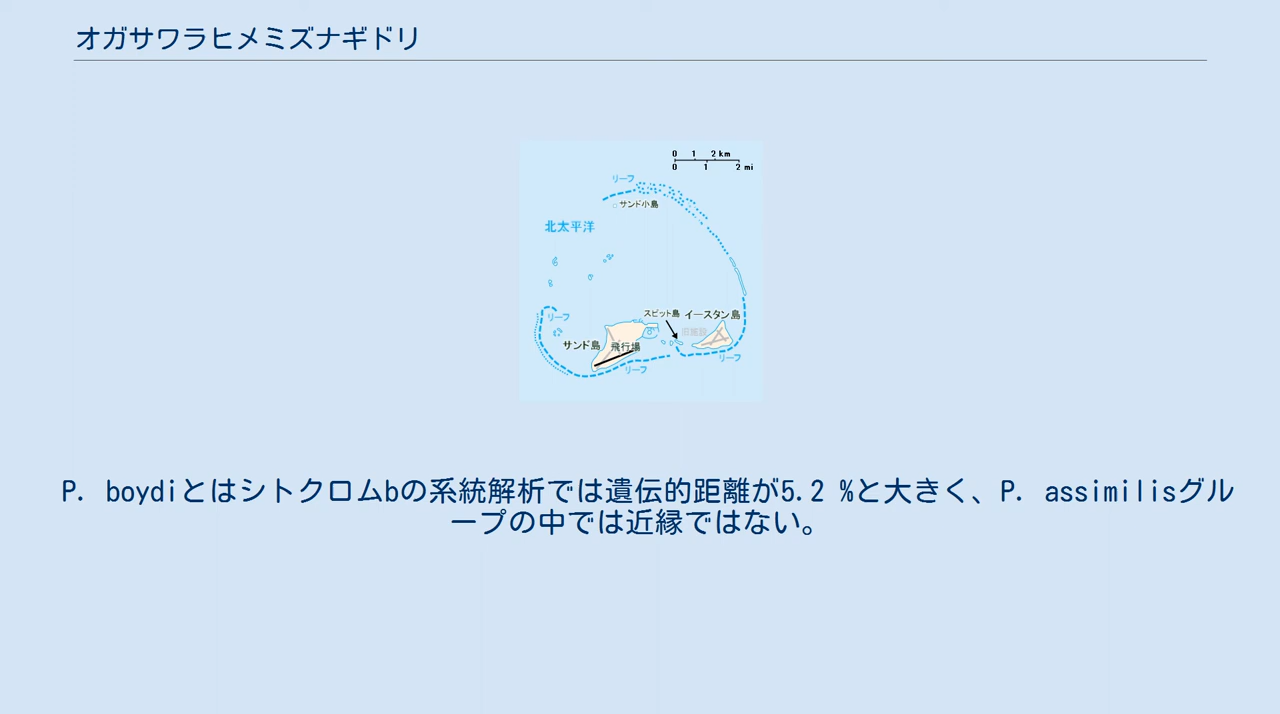 オガサワラヒメミズナギドリ
0 1 2 km
0 1 2 mi
リーフ
サンド小島
北太平洋
スピット島 イースタン島
リーフ
旧施設
サンド島 飛行場
リーフ
リーフ
P. boydiとはシトクロムbの系統解析では遺伝的距離が5.2 %と大きく、P. assimilisグル
ープの中では近縁ではない。